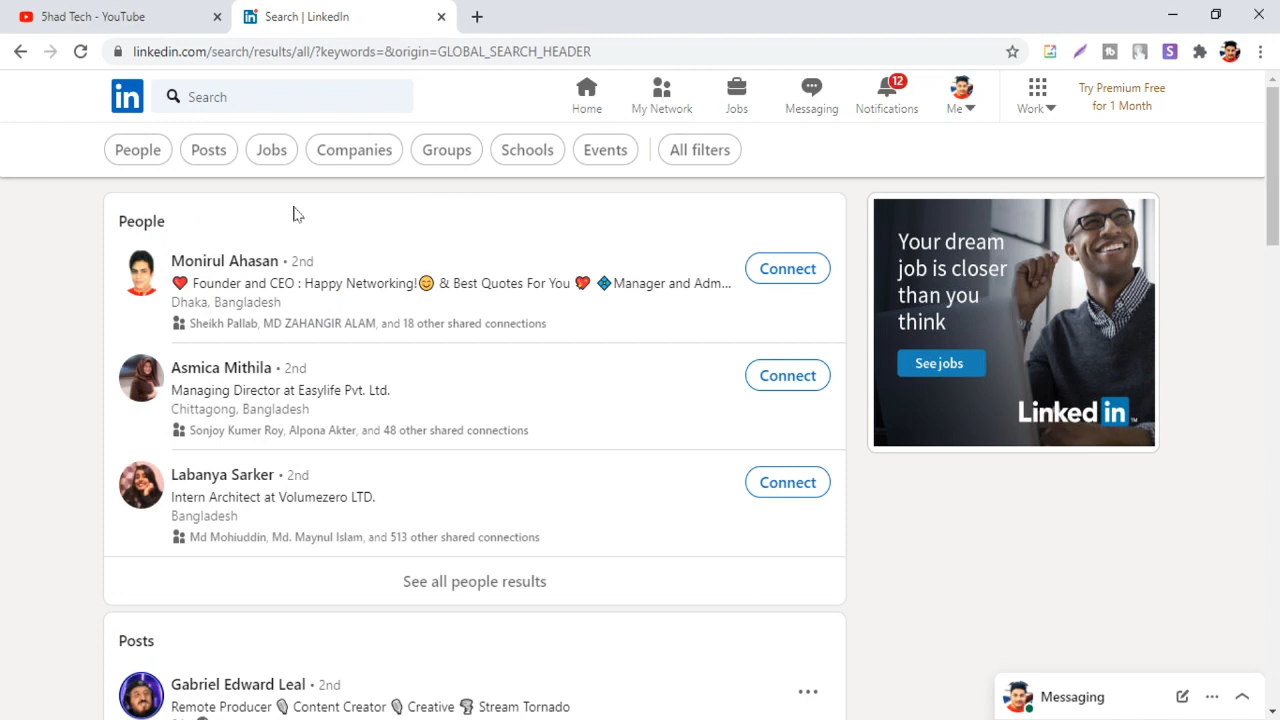 5had Tech - YouTube
Search | LinkedIn
linkedin.com/search/results/all/?keywords=&origin=GLOBAL_SEARCH_HEADER
in
Search
Home
My Network
Jobs
Messaging
12
Notifications
Me
Work
Try Premium Free
for 1 Month
People
Posts
Jobs
Companies
Groups
Schools
Events
All filters
People
Monirul Ahasan • 2nd
❤️ Founder and CEO : Happy Networking!😊 & Best Quotes For You 💖 💠Manager and Adm...
Dhaka, Bangladesh
Sheikh Pallab, MD ZAHANGIR ALAM, and 18 other shared connections
Connect
Asmica Mithila • 2nd
Managing Director at Easylife Pvt. Ltd.
Chittagong, Bangladesh
Sonjoy Kumer Roy, Alpona Akter, and 48 other shared connections
Connect
Labanya Sarker • 2nd
Intern Architect at Volumezero LTD.
Bangladesh
Md Mohiuddin, Md. Maynul Islam, and 513 other shared connections
Connect
See all people results
Your dream
job is closer
than you
think
See jobs
Linked in
Posts
Gabriel Edward Leal • 2nd
Remote Producer 🎙 Content Creator 🎙 Creative 🌪 Stream Tornado
Messaging